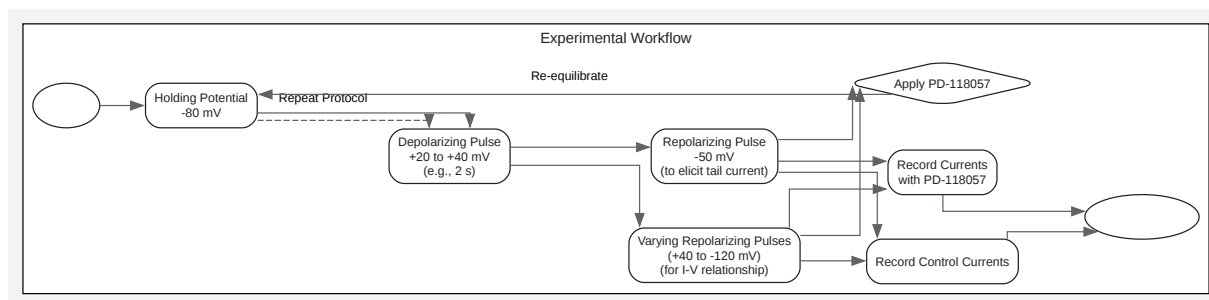 Experimental Workflow
Re-equilibrate
Apply PD-118057
Holding Potential
-80 mV
Repeat Protocol
Depolarizing Pulse
+20 to +40 mV
(e.g., 2 s)
Repolarizing Pulse
-50 mV
(to elicit tail current)
Record Currents
with PD-118057
Varying Repolarizing Pulses
(+40 to -120 mV)
(for I-V relationship)
Record Control Currents